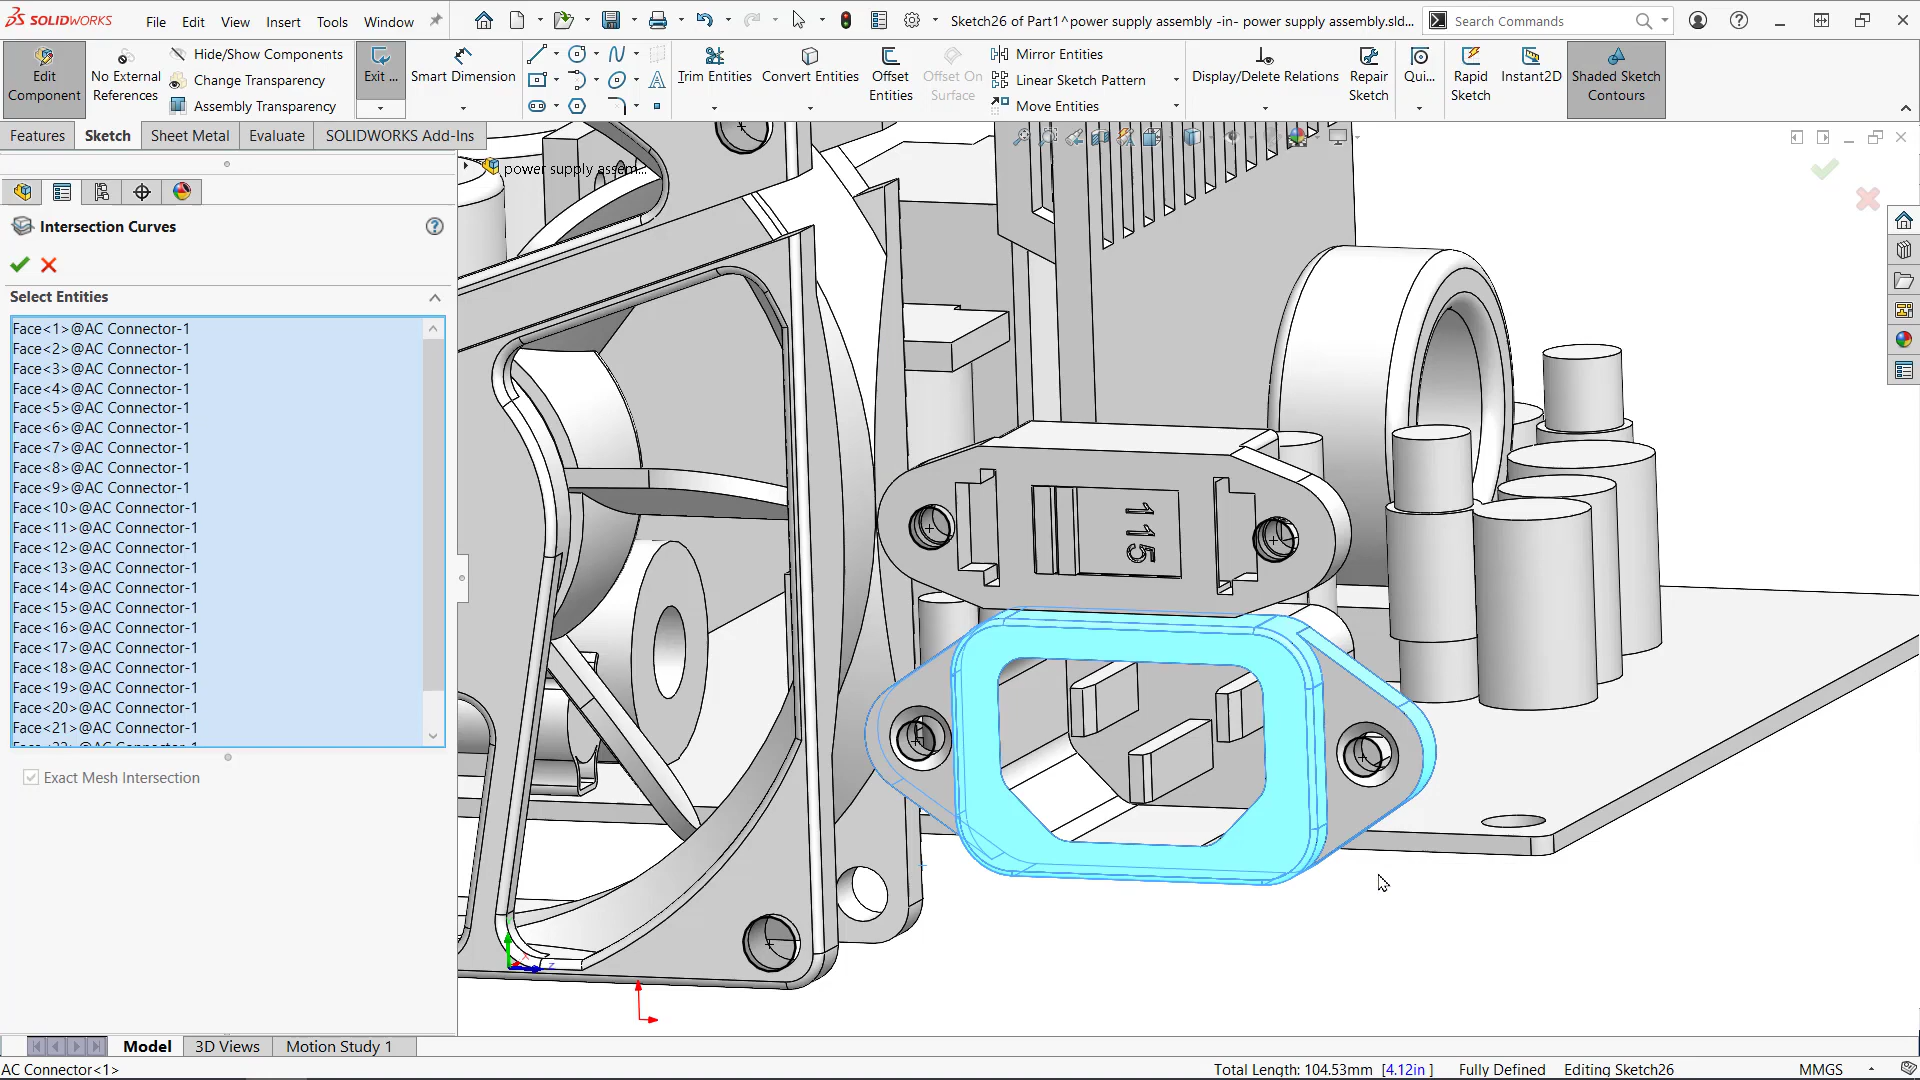 SOLIDWORKS
File Edit View Insert Tools Window
Sketch26 of Part1^power supply assembly -in- power supply assembly.sld...
Search Commands
Edit Component
No External References
Hide/Show Components
Change Transparency
Assembly Transparency
Exit ...
Smart Dimension
Trim Entities
Convert Entities
Offset Entities
Offset On Surface
Mirror Entities
Linear Sketch Pattern
Move Entities
Display/Delete Relations
Repair Sketch
Qui...
Rapid Sketch
Instant2D
Shaded Sketch Contours
Features Sketch Sheet Metal Evaluate SOLIDWORKS Add-Ins
power supply assem...
Intersection Curves
Select Entities
Face<1>@AC Connector-1
Face<2>@AC Connector-1
Face<3>@AC Connector-1
Face<4>@AC Connector-1
Face<5>@AC Connector-1
Face<6>@AC Connector-1
Face<7>@AC Connector-1
Face<8>@AC Connector-1
Face<9>@AC Connector-1
Face<10>@AC Connector-1
Face<11>@AC Connector-1
Face<12>@AC Connector-1
Face<13>@AC Connector-1
Face<14>@AC Connector-1
Face<15>@AC Connector-1
Face<16>@AC Connector-1
Face<17>@AC Connector-1
Face<18>@AC Connector-1
Face<19>@AC Connector-1
Face<20>@AC Connector-1
Face<21>@AC Connector-1
Exact Mesh Intersection
115
X
Z
Model 3D Views Motion Study 1
AC Connector<1>
Total Length: 104.53mm [4.12in ] Fully Defined Editing Sketch26 MMGS